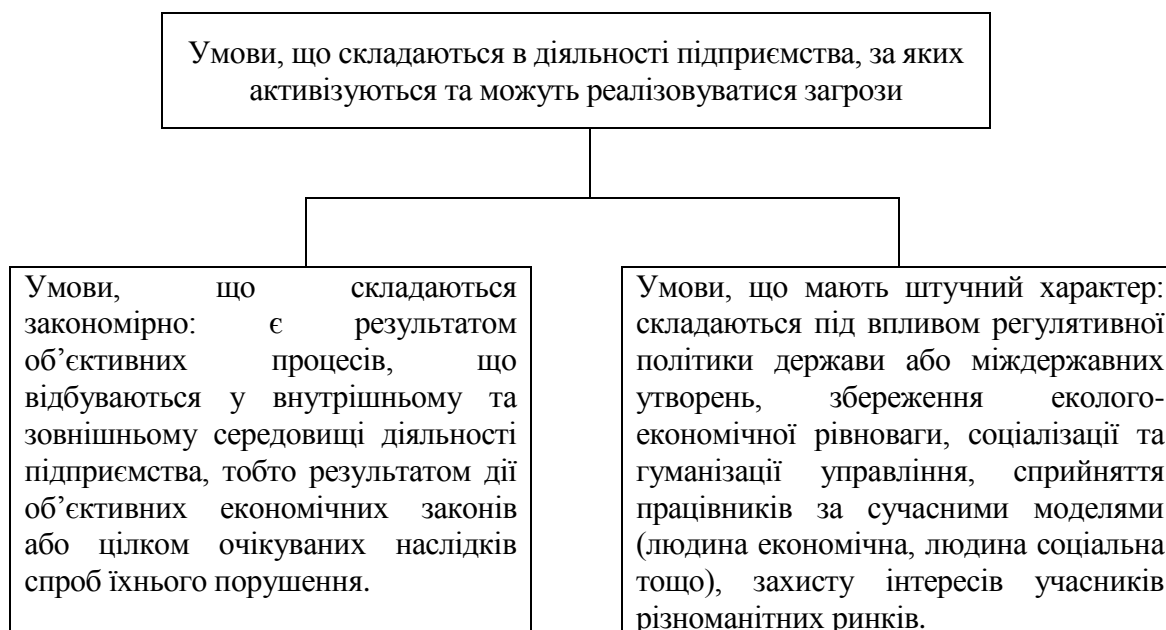 Умови, що складаються в діяльності підприємства, за яких
активізуються та можуть реалізовуватися загрози
Умови, що складаються
закономірно: є результатом
об’єктивних процесів, що
відбуваються у внутрішньому та
зовнішньому середовищі діяльності
підприємства, тобто результатом дії
об’єктивних економічних законів
або цілком очікуваних наслідків
спроб їхнього порушення.
Умови, що мають штучний характер:
складаються під впливом регулятивної
політики держави або міждержавних
утворень, збереження еколого-
економічної рівноваги, соціалізації та
гуманізації управління, сприйняття
працівників за сучасними моделями
(людина економічна, людина соціальна
тощо), захисту інтересів учасників
різноманітних ринків.